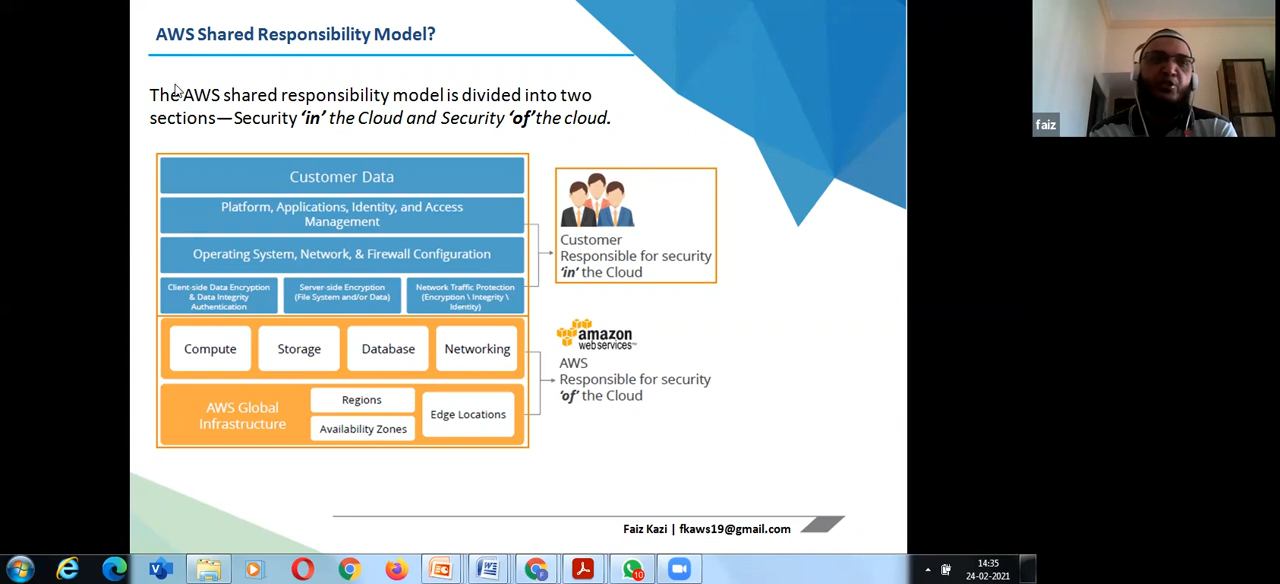 AWS Shared Responsibility Model?
The AWS shared responsibility model is divided into two
sections—Security 'in' the Cloud and Security 'of'the cloud.
Customer Data
Platform, Applications, Identity, and Access
Management
Operating System, Network, & Firewall Configuration
Client-side Data Encryption
& Data Integrity
Authentication
Server-side Encryption
(File System and/or Data)
Network Traffic Protection
(Encryption \ Integrity \
Identity)
Customer
Responsible for security
'in' the Cloud
Compute
Storage
Database
Networking
amazon
webservices™
AWS
Responsible for security
'of' the Cloud
AWS Global
Infrastructure
Regions
Availability Zones
Edge Locations
Faiz Kazi | fkaws19@gmail.com
faiz
10
14:35
24-02-2021